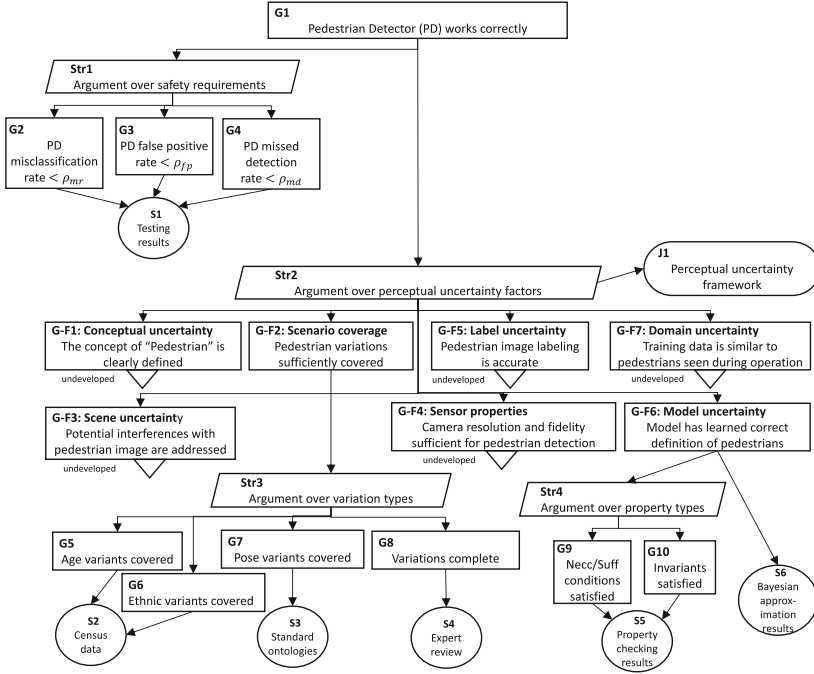 G1
Pedestrian Detector (PD) works correctly
Str1
Argument over safety requirements
G2
PD
misclassification
rate < ρmr
G3
PD false positive
rate < ρfp
G4
PD missed
detection
rate < ρmd
S1
Testing
results
Str2
Argument over perceptual uncertainty factors
J1
Perceptual uncertainty
framework
G-F1: Conceptual uncertainty
The concept of “Pedestrian” is
clearly defined
undeveloped
G-F2: Scenario coverage
Pedestrian variations
sufficiently covered
G-F5: Label uncertainty
Pedestrian image labeling
is accurate
undeveloped
G-F7: Domain uncertainty
Training data is similar to
pedestrians seen during operation
undeveloped
G-F3: Scene uncertainty
Potential interferences with
pedestrian image are addressed
undeveloped
G-F4: Sensor properties
Camera resolution and fidelity
sufficient for pedestrian detection
undeveloped
G-F6: Model uncertainty
Model has learned correct
definition of pedestrians
Str3
Argument over variation types
Str4
Argument over property types
G5
Age variants covered
G6
Ethnic variants covered
G7
Pose variants covered
G8
Variations complete
G9
Necc/Suff
conditions
satisfied
G10
Invariants
satisfied
S2
Census
data
S3
Standard
ontologies
S4
Expert
review
S5
Property
checking
results
S6
Bayesian
approx-
imation
results